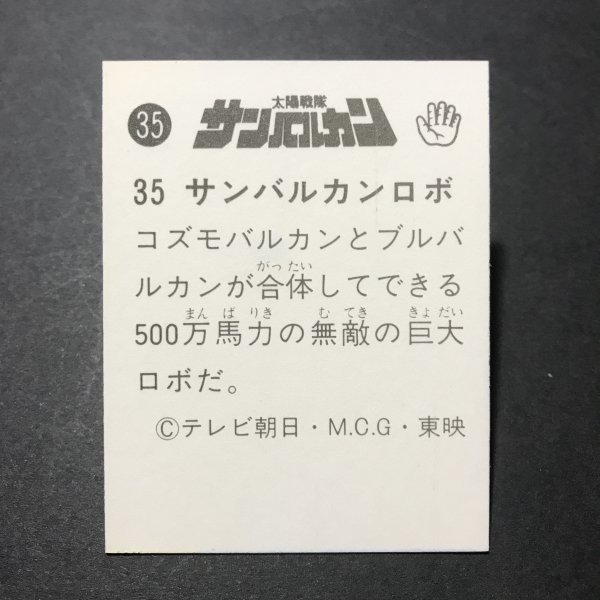 35
太陽戦隊
サンバルカン
35 サンバルカンロボ
コズモバルカンとブルバ
がったい
ルカンが合体してできる
まんばりき むてき きょだい
500万馬力の無敵の巨大
ロボだ。
©テレビ朝日・M.C.G・東映